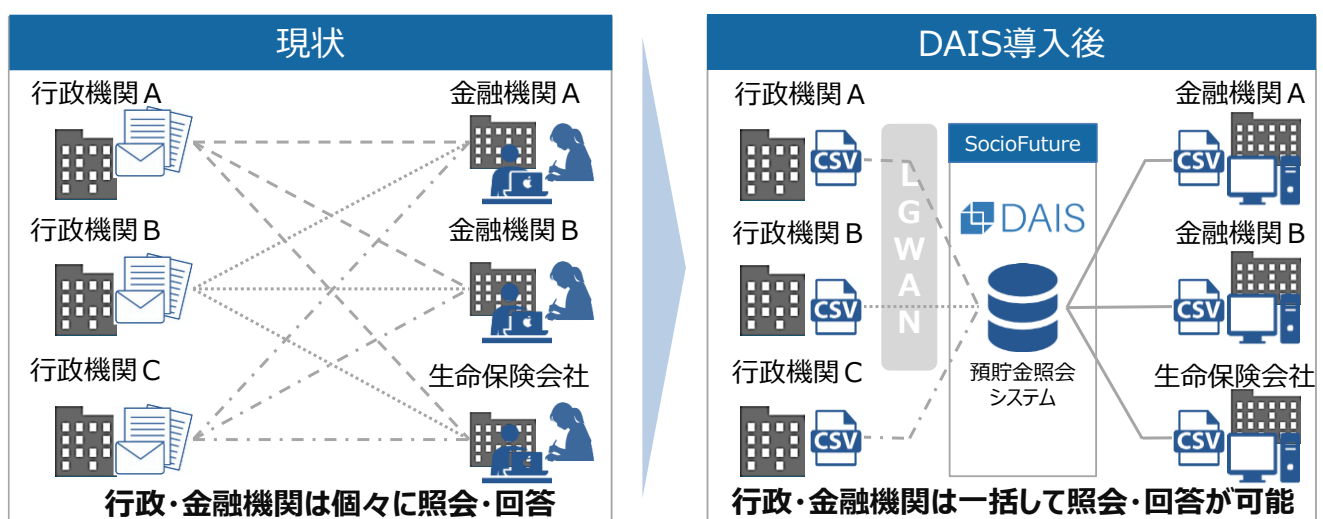 現状
行政機関A
金融機関A
行政機関B
金融機関B
行政機関C
生命保険会社
行政・金融機関は個々に照会・回答
DAIS導入後
行政機関A
金融機関A
CSV
LGWAN
SocioFuture
CSV
DAIS
行政機関B
金融機関B
CSV
CSV
行政機関C
預貯金照会
システム
生命保険会社
CSV
CSV
行政・金融機関は一括して照会・回答が可能